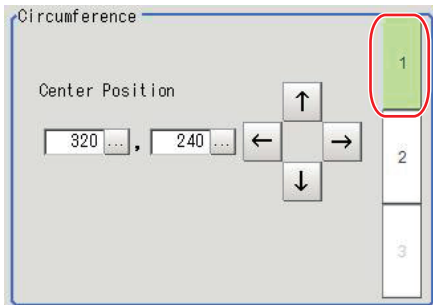 Circumference
1
Center Position
↑
320 ... , 240 ... ← →
2
↓
3